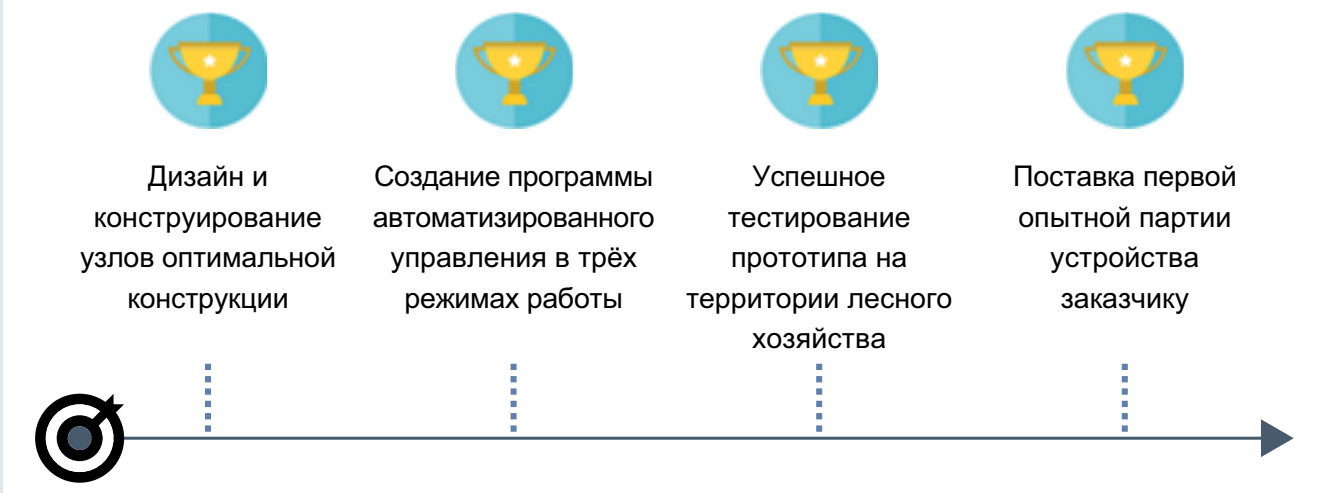 Дизайн и
конструирование
узлов оптимальной
конструкции
Создание программы
автоматизированного
управления в трёх
режимах работы
Успешное
тестирование
прототипа на
территории лесного
хозяйства
Поставка первой
опытной партии
устройства
заказчику